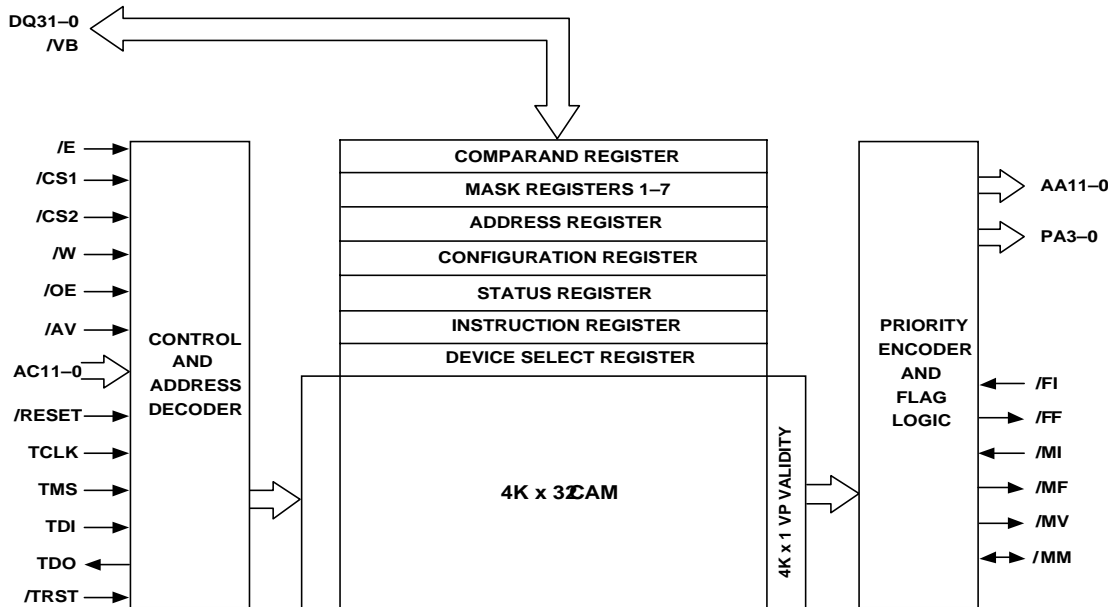 DQ31–0
/VB
/E
/CS1
/CS2
/W
/OE
/AV
AC11–0
/RESET
TCLK
TMS
TDI
TDO
/TRST
CONTROL
AND
ADDRESS
DECODER
COMPARAND REGISTER
MASK REGISTERS 1–7
ADDRESS REGISTER
CONFIGURATION REGISTER
STATUS REGISTER
INSTRUCTION REGISTER
DEVICE SELECT REGISTER
4K x 32CAM
4K x 1 VP VALIDITY
PRIORITY
ENCODER
AND
FLAG
LOGIC
AA11–0
PA3–0
/FI
/FF
/MI
/MF
/MV
/MM